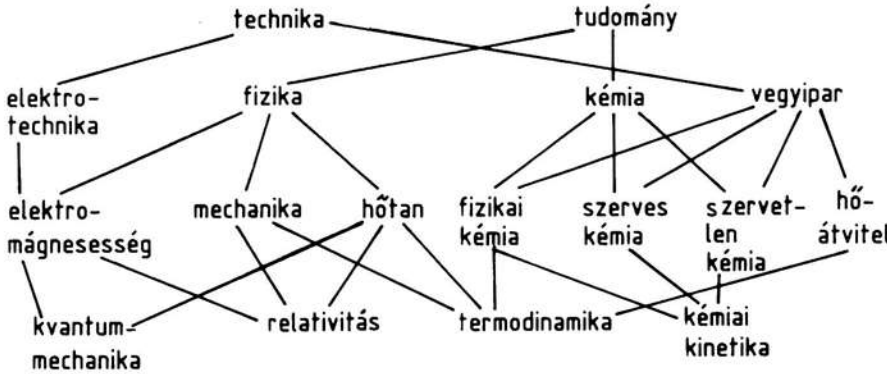 technika
tudomány
elektro-
technika
fizika
kémia
vegyipar
elektro-
mágnesesség
mechanika
hőtan
fizikai
kémia
szerves
kémia
szervet-
len
kémia
hő-
átvitel
kvantum-
mechanika
relativitás
termodinamika
kémiai
kinetika